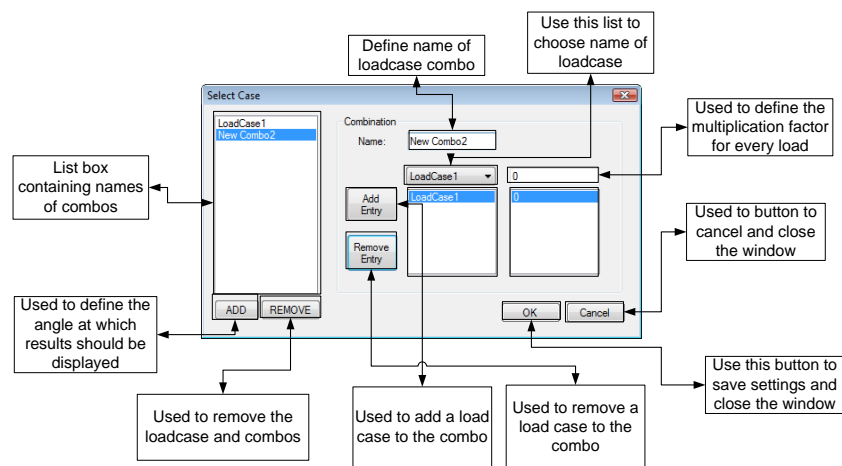 Use this list to
choose name of
loadcase
Define name of
loadcase combo
Select Case
LoadCase1
New Combo2
Combination
Name:
New Combo2
LoadCase1
0
Used to define the
multiplication factor
for every load
List box
containing names
of combos
Add
Entry
LoadCase1
0
Remove
Entry
Used to button to
cancel and close
the window
ADD
REMOVE
OK
Cancel
Used to define the
angle at which
results should be
displayed
Use this button to
save settings and
close the window
Used to remove the
loadcase and combos
Used to add a load
case to the combo
Used to remove a
load case to the
combo